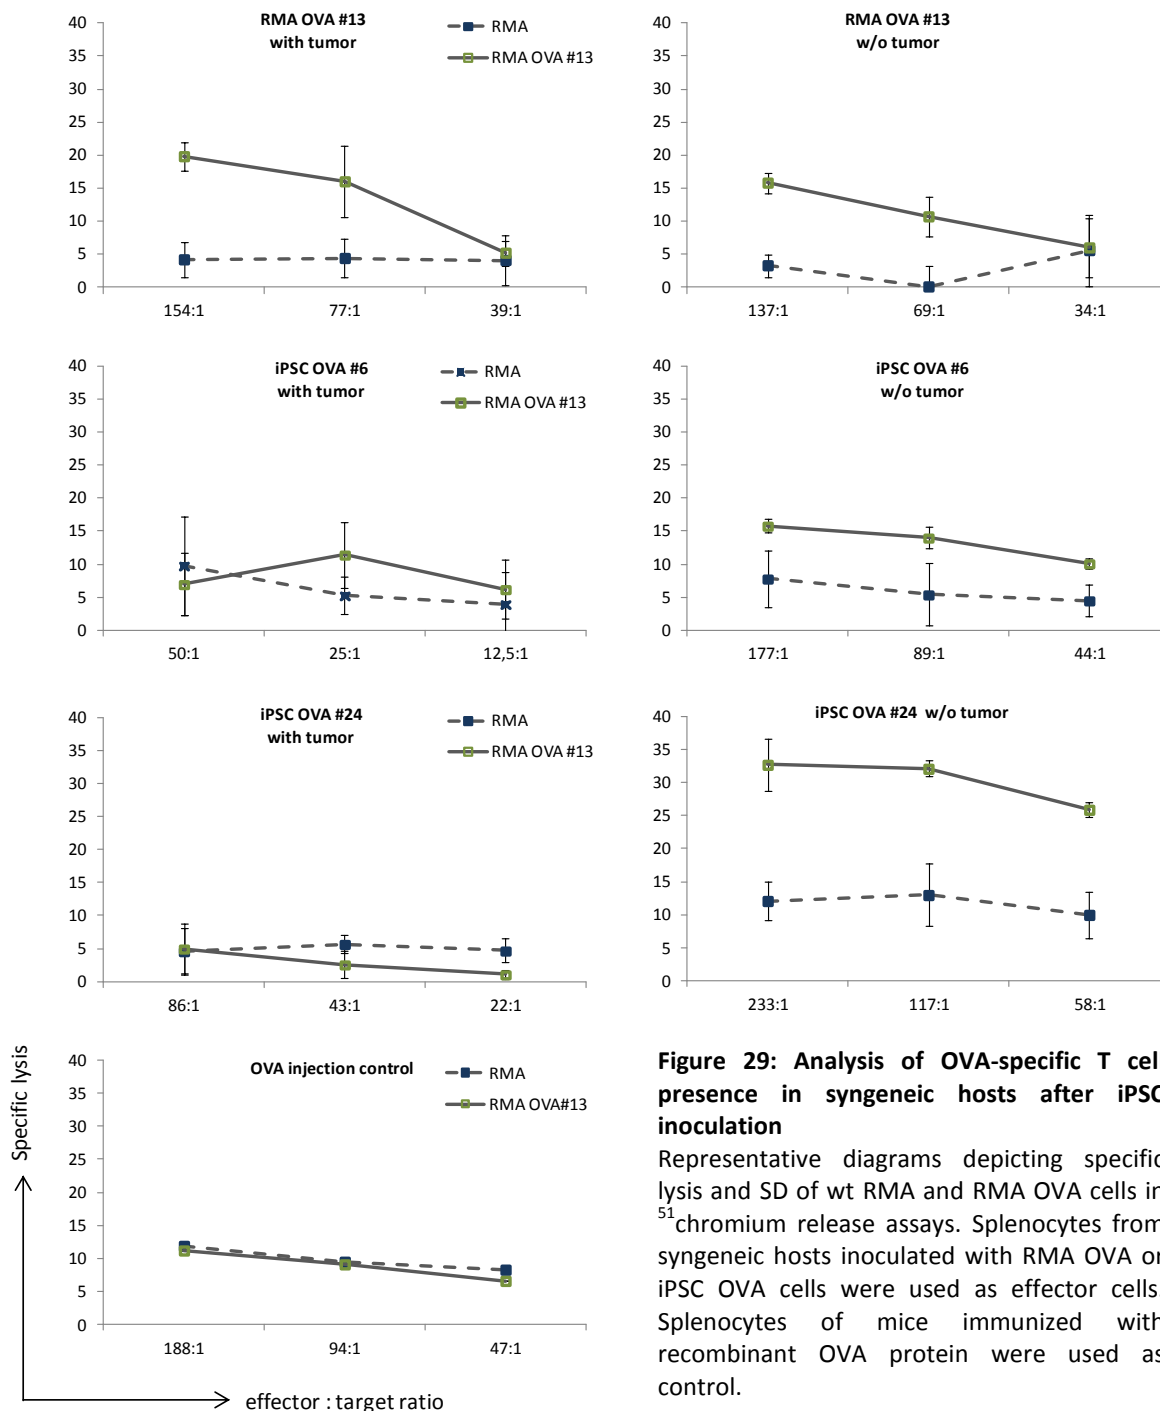 RMA OVA #13
with tumor
RMA
RMA OVA #13
40
35
30
25
20
15
10
5
0
154:1
77:1
39:1
RMA OVA #13
w/o tumor
40
35
30
25
20
15
10
5
0
137:1
69:1
34:1
iPSC OVA #6
with tumor
RMA
RMA OVA #13
40
35
30
25
20
15
10
5
0
50:1
25:1
12,5:1
iPSC OVA #6
w/o tumor
40
35
30
25
20
15
10
5
0
177:1
89:1
44:1
iPSC OVA #24
with tumor
RMA
RMA OVA #13
40
35
30
25
20
15
10
5
0
86:1
43:1
22:1
iPSC OVA #24 w/o tumor
40
35
30
25
20
15
10
5
0
233:1
117:1
58:1
OVA injection control
RMA
RMA OVA#13
40
35
30
25
20
15
10
5
0
188:1
94:1
47:1
Specific lysis
effector : target ratio
Figure 29: Analysis of OVA-specific T cell
presence in syngeneic hosts after iPSC
inoculation
Representative diagrams depicting specific
lysis and SD of wt RMA and RMA OVA cells in
51chromium release assays. Splenocytes from
syngeneic hosts inoculated with RMA OVA or
iPSC OVA cells were used as effector cells.
Splenocytes of mice immunized with
recombinant OVA protein were used as
control.